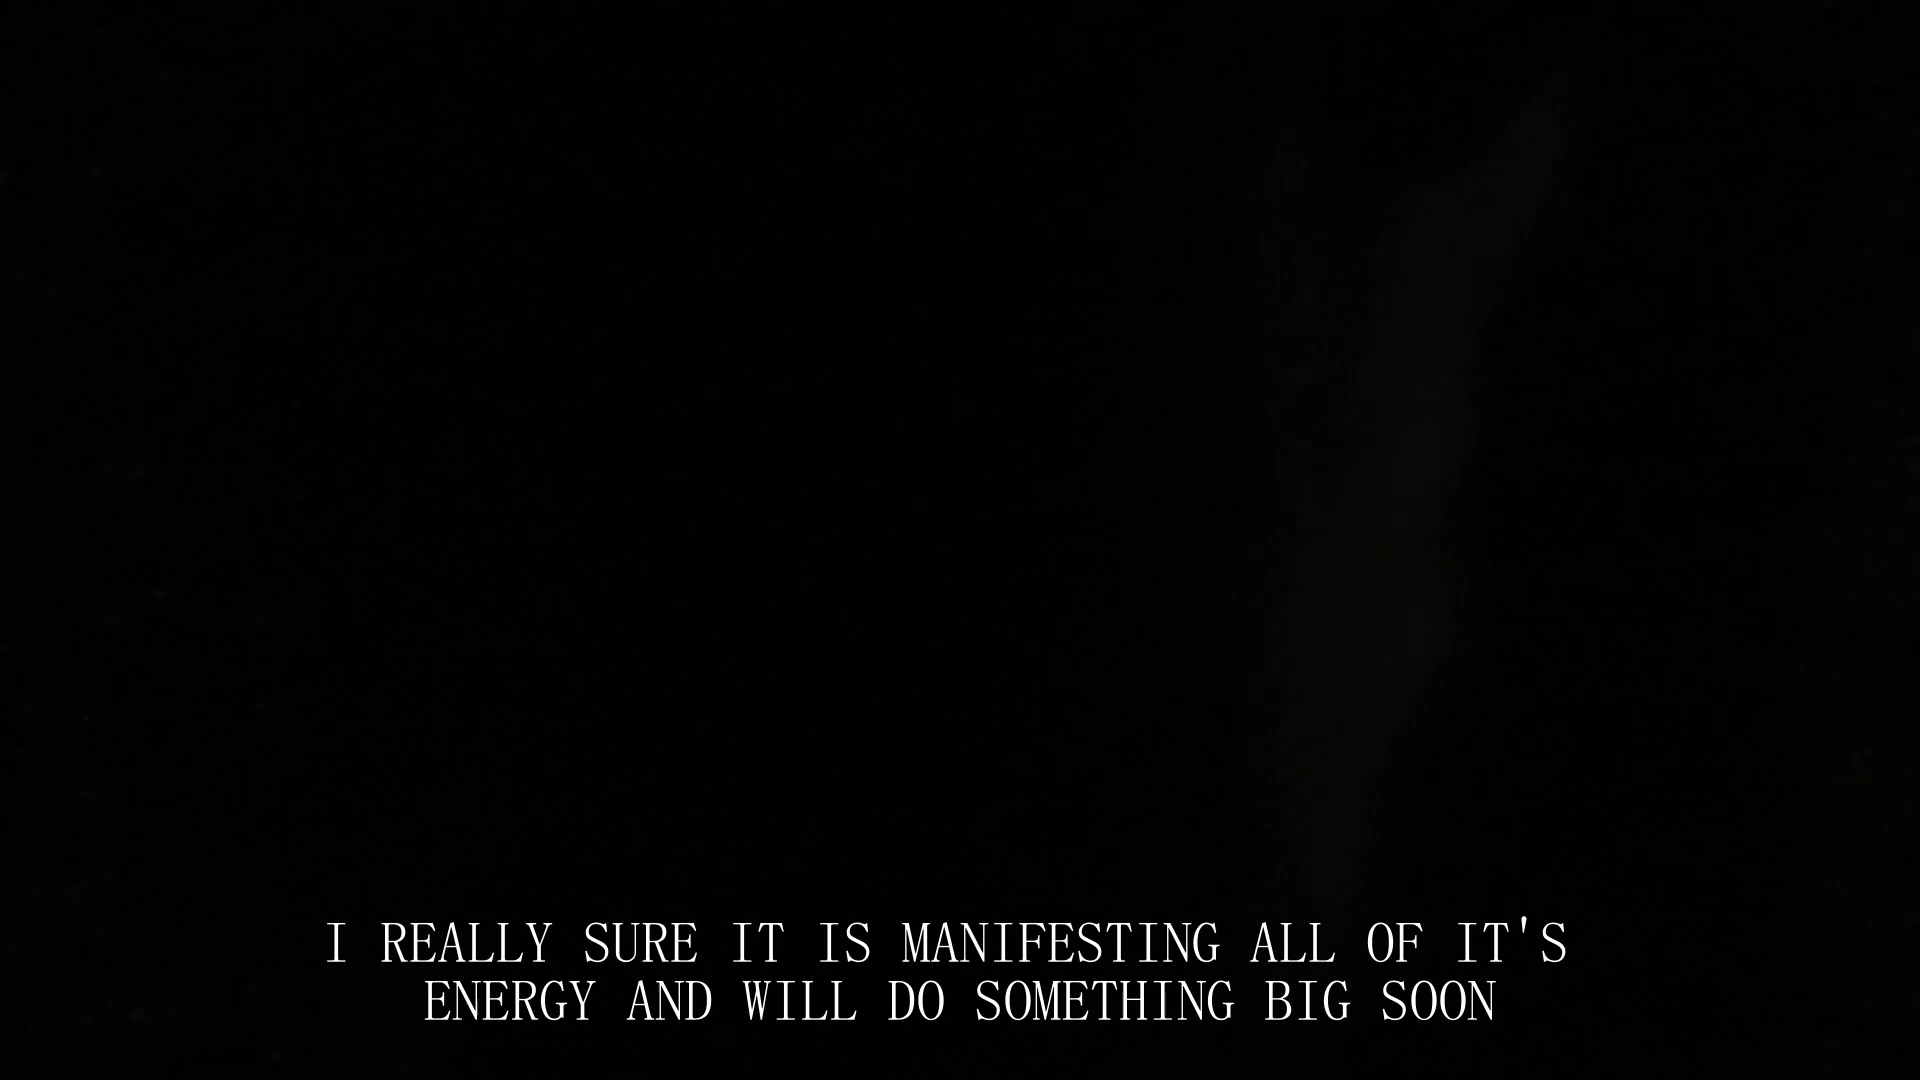 I REALLY SURE IT IS MANIFESTING ALL OF IT'S
ENERGY AND WILL DO SOMETHING BIG SOON